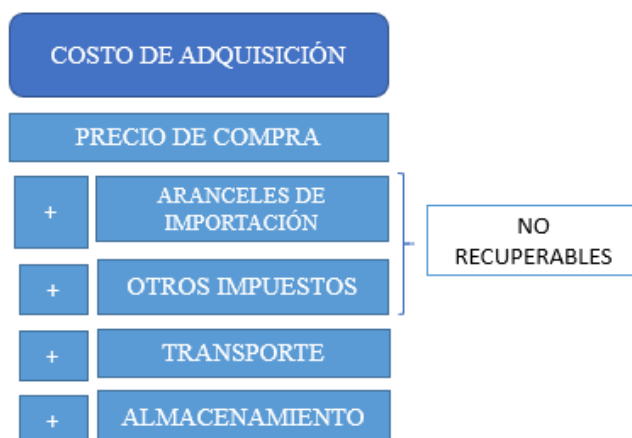 COSTO DE ADQUISICIÓN
PRECIO DE COMPRA
+ ARANCELES DE
IMPORTACIÓN
NO
RECUPERABLES
+ OTROS IMPUESTOS
+ TRANSPORTE
+ ALMACENAMIENTO